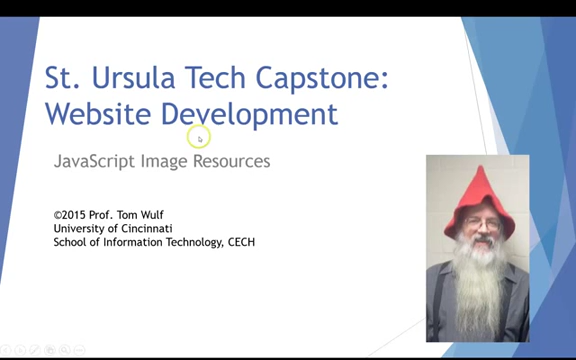 St. Ursula Tech Capstone:
Website Development
JavaScript Image Resources
©2015 Prof. Tom Wulf
University of Cincinnati
School of Information Technology, CECH